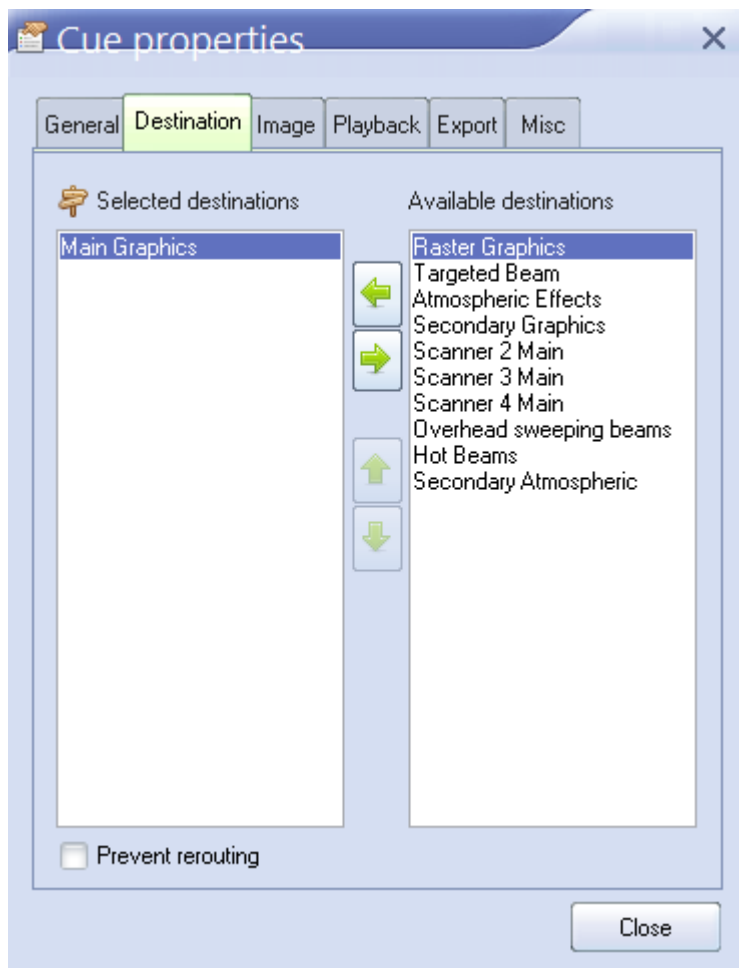 Cue properties
General Destination Image Playback Export Misc
Selected destinations
Main Graphics
Available destinations
Raster Graphics
Targeted Beam
Atmospheric Effects
Secondary Graphics
Scanner 2 Main
Scanner 3 Main
Scanner 4 Main
Overhead sweeping beams
Hot Beams
Secondary Atmospheric
Prevent rerouting
Close